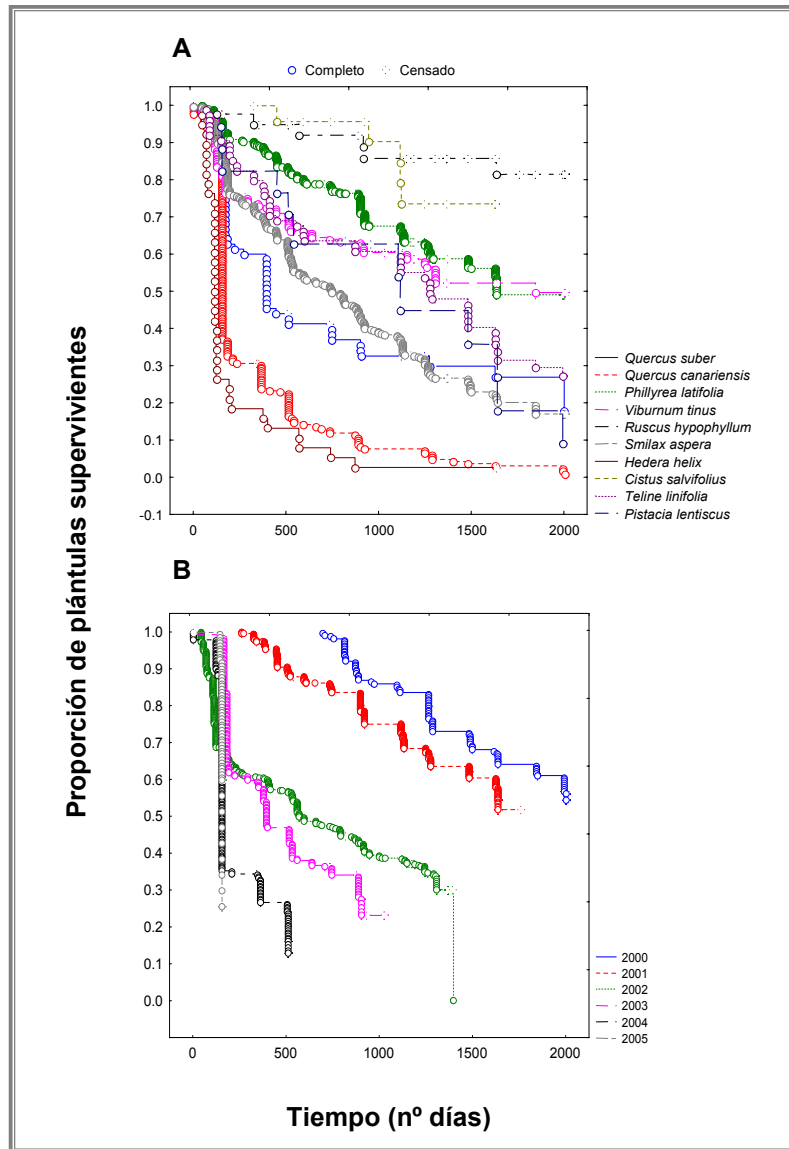 A
Completo Censado
1.0
0.9
0.8
0.7
0.6
0.5
0.4
0.3
0.2
0.1
0.0
-0.1
0 500 1000 1500 2000
Quercus suber
Quercus canariensis
Phillyrea latifolia
Viburnum tinus
Ruscus hypophyllum
Smilax aspera
Hedera helix
Cistus salvifolius
Teline linifolia
Pistacia lentiscus
Proporción de plántulas supervivientes
B
1.0
0.9
0.8
0.7
0.6
0.5
0.4
0.3
0.2
0.1
0.0
0 500 1000 1500 2000
2000
2001
2002
2003
2004
2005
Tiempo (nº días)